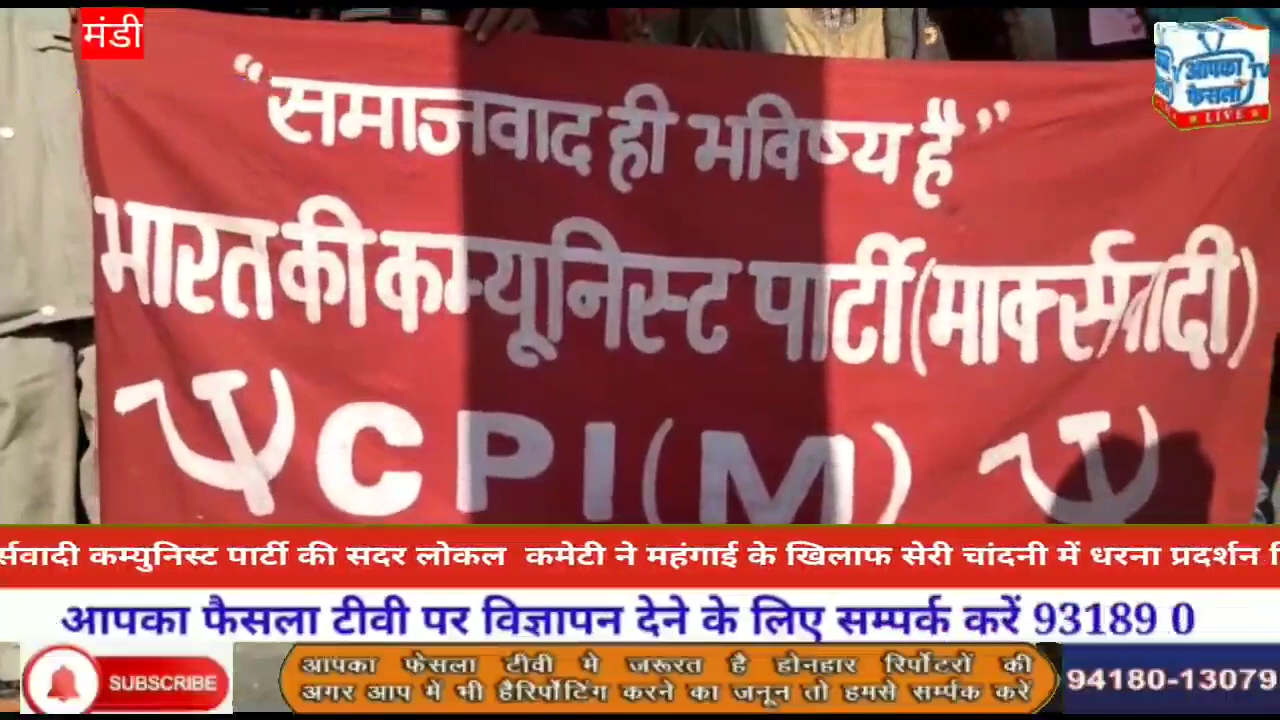 मंडी
आपका
TV
फेसला
LIVE
“समाजवाद ही भविष्य है”
भारत की कम्यूनिस्ट पार्टी (मार्क्सवादी)
CPI(M)
र्सवादी कम्युनिस्ट पार्टी की सदर लोकल कमेटी ने महंगाई के खिलाफ सेरी चांदनी में धरना प्रदर्शन
आपका फैसला टीवी पर विज्ञापन देने के लिए सम्पर्क करें 93189 0
SUBSCRIBE
आपका फेसला टीवी मे जरूरत है होनहार रिर्पोटरों की
अगर आप में भी हैरिर्पोटिंग करने का जनून तो हमसे सर्म्पक करें
94180-13079